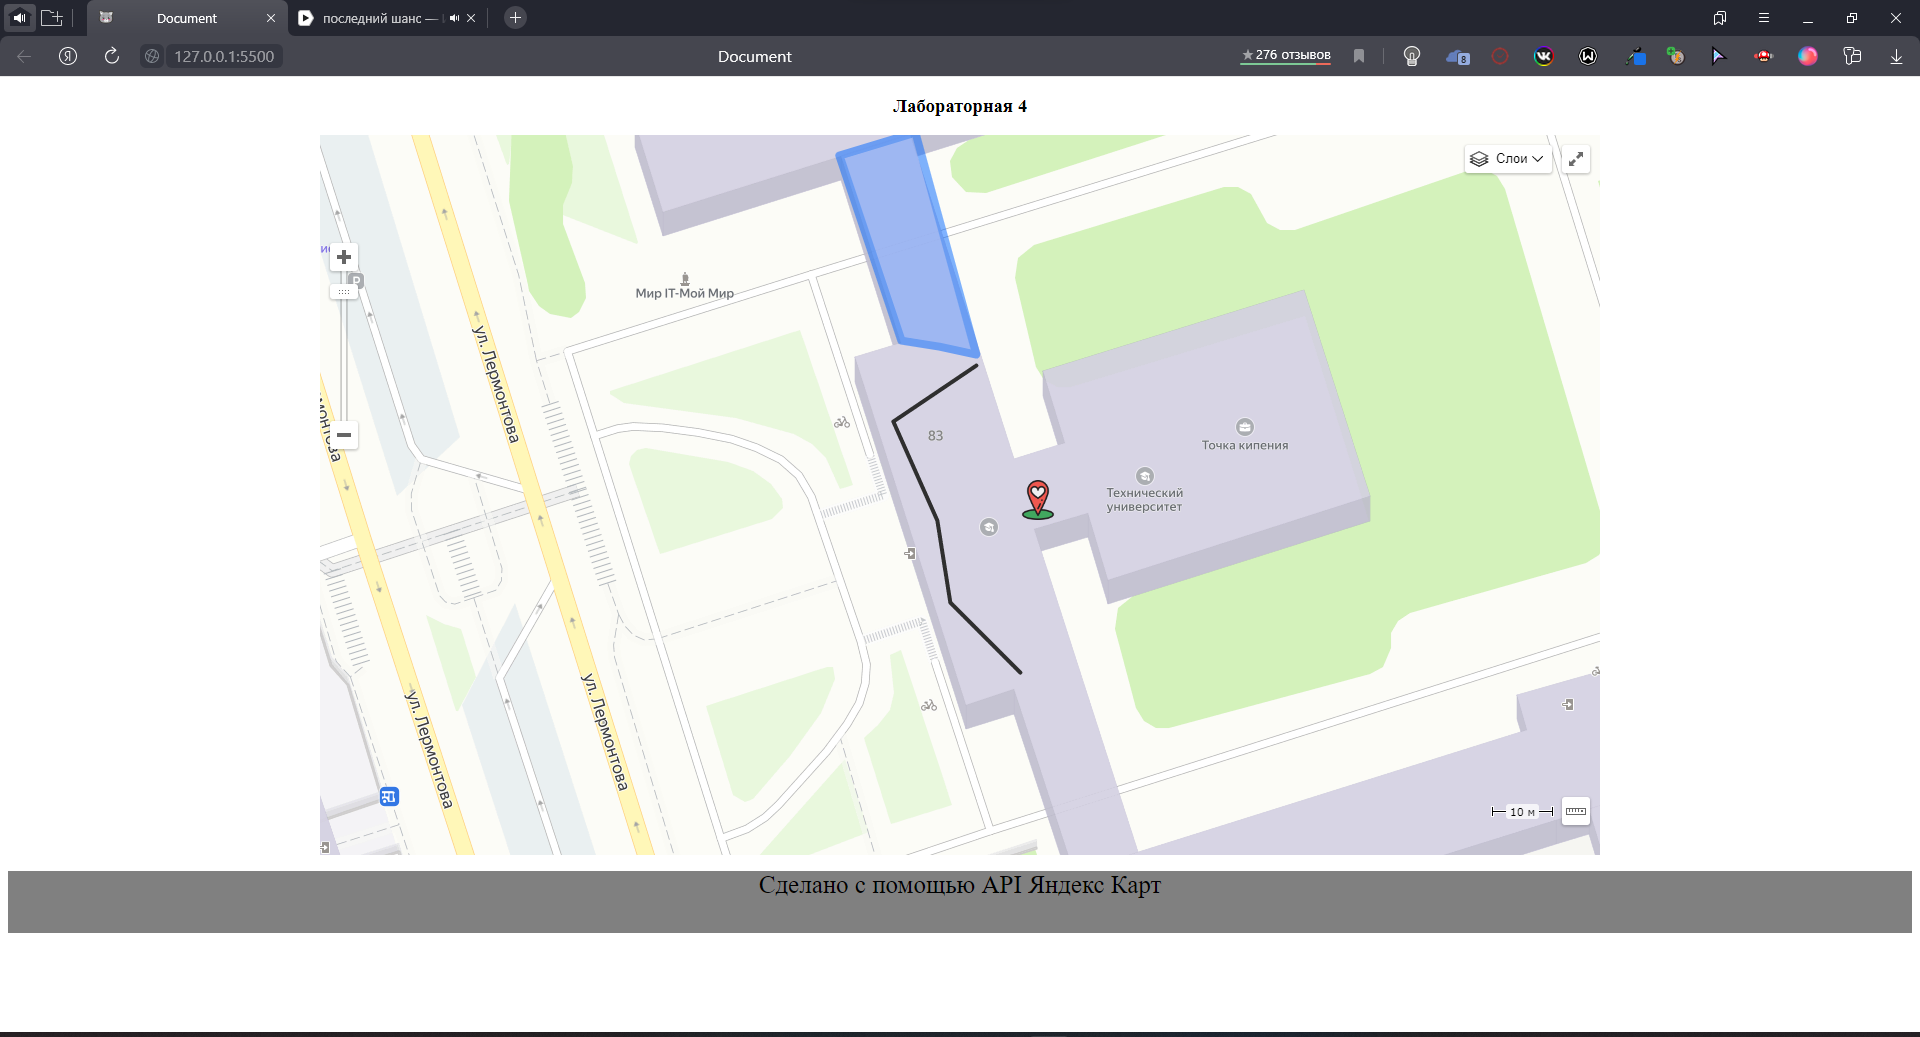 Document
последний шанс —
127.0.0.1:5500
Document
★ 276 отзывов
8
Лабораторная 4
Слои
P
Мир IT-Мой Мир
ул. Лермонтова
83
Точка кипения
Технический
университет
ул. Лермонтова
ул. Лермонтова
10 м
Сделано с помощью API Яндекс Карт